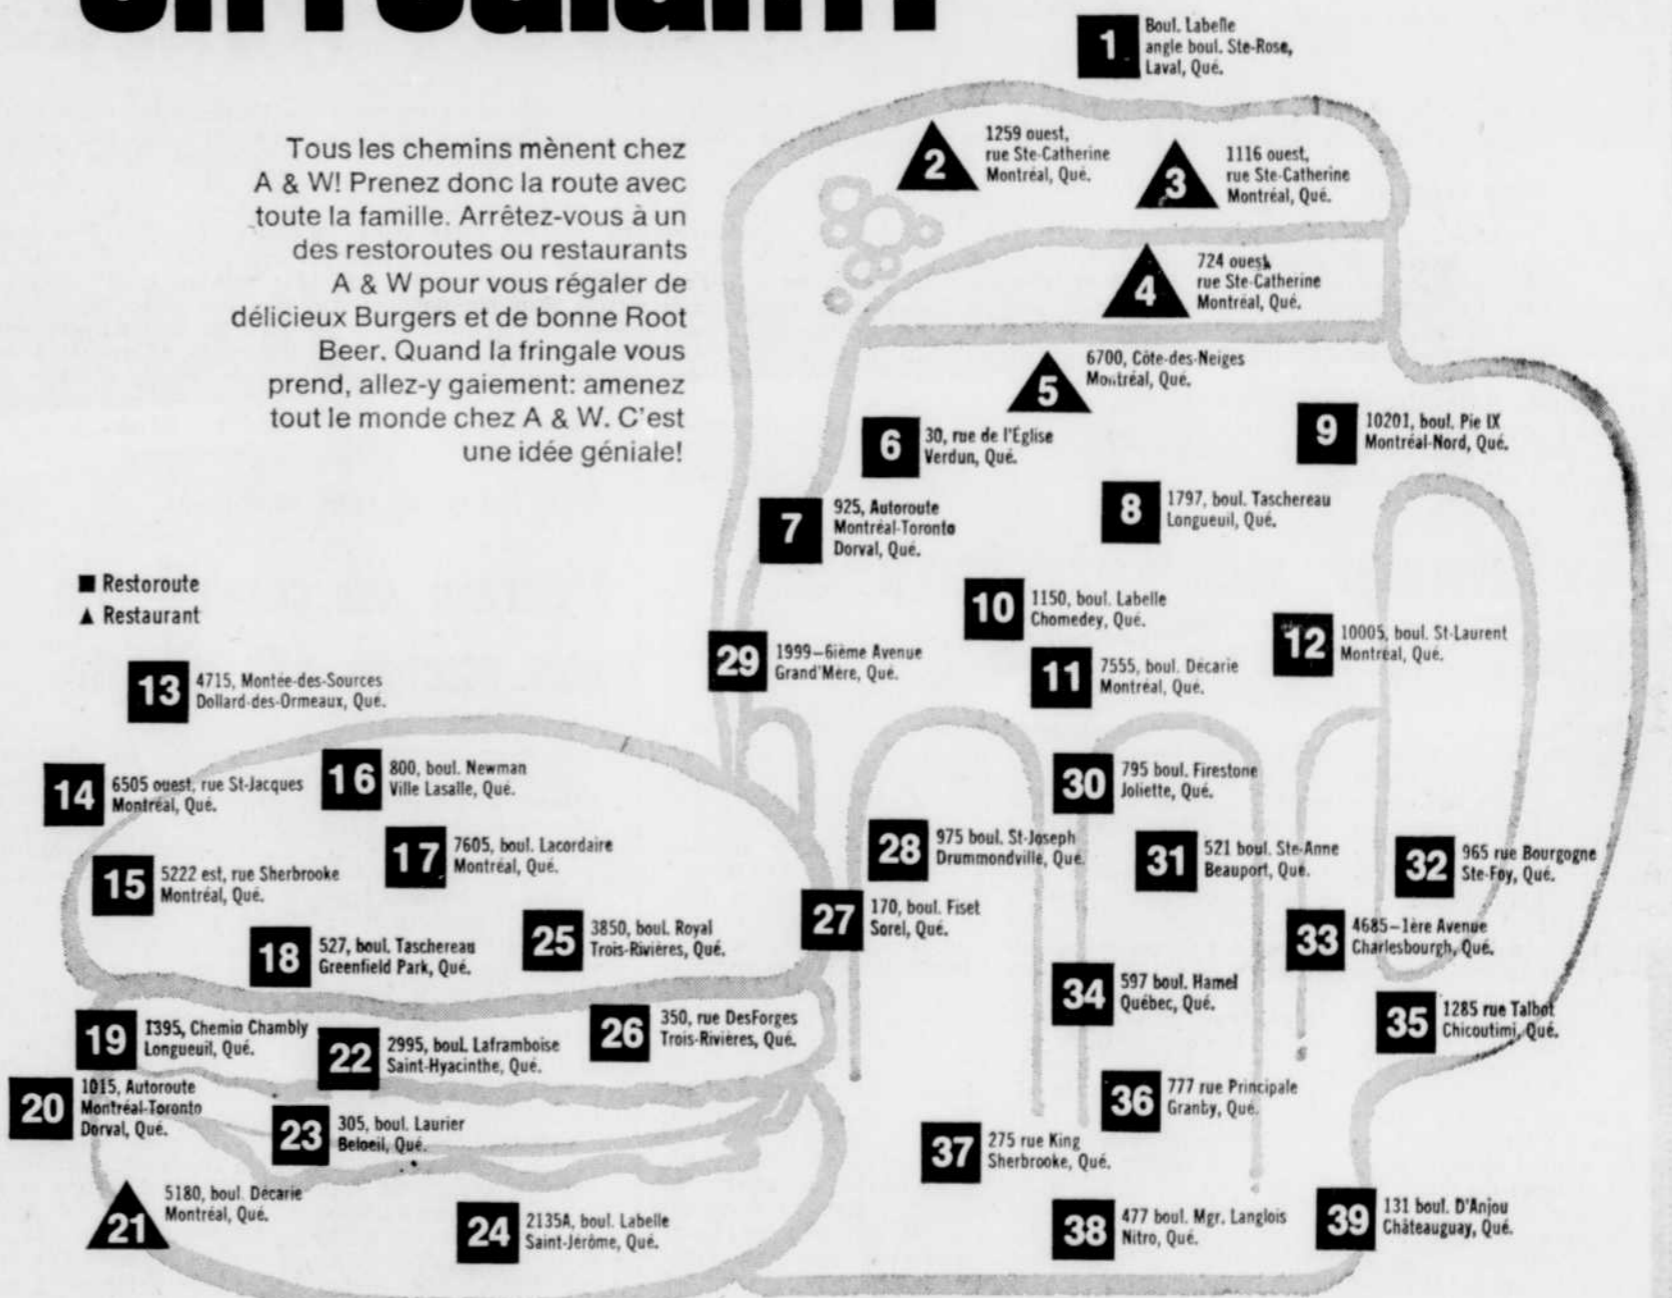 Tous les chemins mènent chez
A & W! Prenez donc la route avec
toute la famille. Arrêtez-vous à un
des restoroutes ou restaurants
A & W pour vous régaler de
délicieux Burgers et de bonne Root
Beer. Quand la fringale vous
prend, allez-y gaiement: amenez
tout le monde chez A & W. C'est
une idée géniale!
■ Restoroute
▲ Restaurant
1
Boul. Labelle
angle boul. Ste-Rose,
Laval, Qué.
2
1259 ouest,
rue Ste-Catherine
Montréal, Qué.
3
1116 ouest,
rue Ste-Catherine
Montréal, Qué.
4
724 ouest,
rue Ste-Catherine
Montréal, Qué.
5
6700, Côte-des-Neiges
Montréal, Qué.
6
30, rue de l'Église
Verdun, Qué.
7
925, Autoroute
Montréal-Toronto
Dorval, Qué.
8
1797, boul. Taschereau
Longueuil, Qué.
9
10201, boul. Pie IX
Montréal-Nord, Qué.
10
1150, boul. Labelle
Chomedey, Qué.
11
7555, boul. Décarie
Montréal, Qué.
12
10005, boul. St-Laurent
Montréal, Qué.
13
4715, Montée-des-Sources
Dollard-des-Ormeaux, Qué.
14
6505 ouest, rue St-Jacques
Montréal, Qué.
15
5222 est, rue Sherbrooke
Montréal, Qué.
16
800, boul. Newman
Ville Lasalle, Qué.
17
7605, boul. Lacordaire
Montréal, Qué.
18
527, boul. Taschereau
Greenfield Park, Qué.
19
1395, Chemin Chambly
Longueuil, Qué.
20
1015, Autoroute
Montréal-Toronto
Dorval, Qué.
21
5180, boul. Décarie
Montréal, Qué.
22
2995, boul. Laframboise
Saint-Hyacinthe, Qué.
23
305, boul. Laurier
Beloeil, Qué.
24
2135A, boul. Labelle
Saint-Jérôme, Qué.
25
3850, boul. Royal
Trois-Rivières, Qué.
26
350, rue DesForges
Trois-Rivières, Qué.
27
170, boul. Fiset
Sorel, Qué.
28
975 boul. St-Joseph
Drummondville, Qué.
29
1999–6ième Avenue
Grand'Mère, Qué.
30
795 boul. Firestone
Joliette, Qué.
31
521 boul. Ste-Anne
Beauport, Qué.
32
965 rue Bourgogne
Ste-Foy, Qué.
33
4685–1ère Avenue
Charlesbourgh, Qué.
34
597 boul. Hamel
Québec, Qué.
35
1285 rue Talbot
Chicoutimi, Qué.
36
777 rue Principale
Granby, Qué.
37
275 rue King
Sherbrooke, Qué.
38
477 boul. Mgr. Langlois
Nitro, Qué.
39
131 boul. D'Anjou
Châteauguay, Qué.